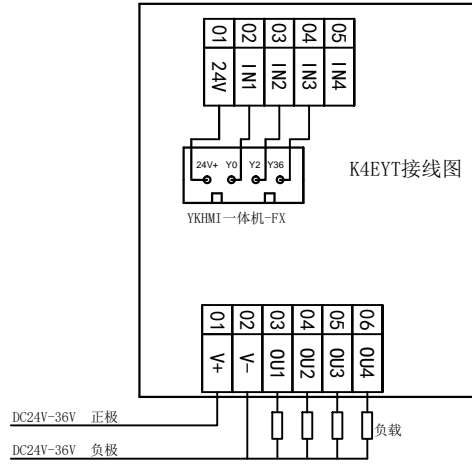 01 02 03 04 05
24V IN1 IN2 IN3 IN4
24V+ Y0 Y2 Y36
K4EYT接线图
YKHMI一体机-FX
01 02 03 04 05 06
V+ V- OU1 OU2 OU3 OU4
DC24V-36V 正极
负载
DC24V-36V 负极